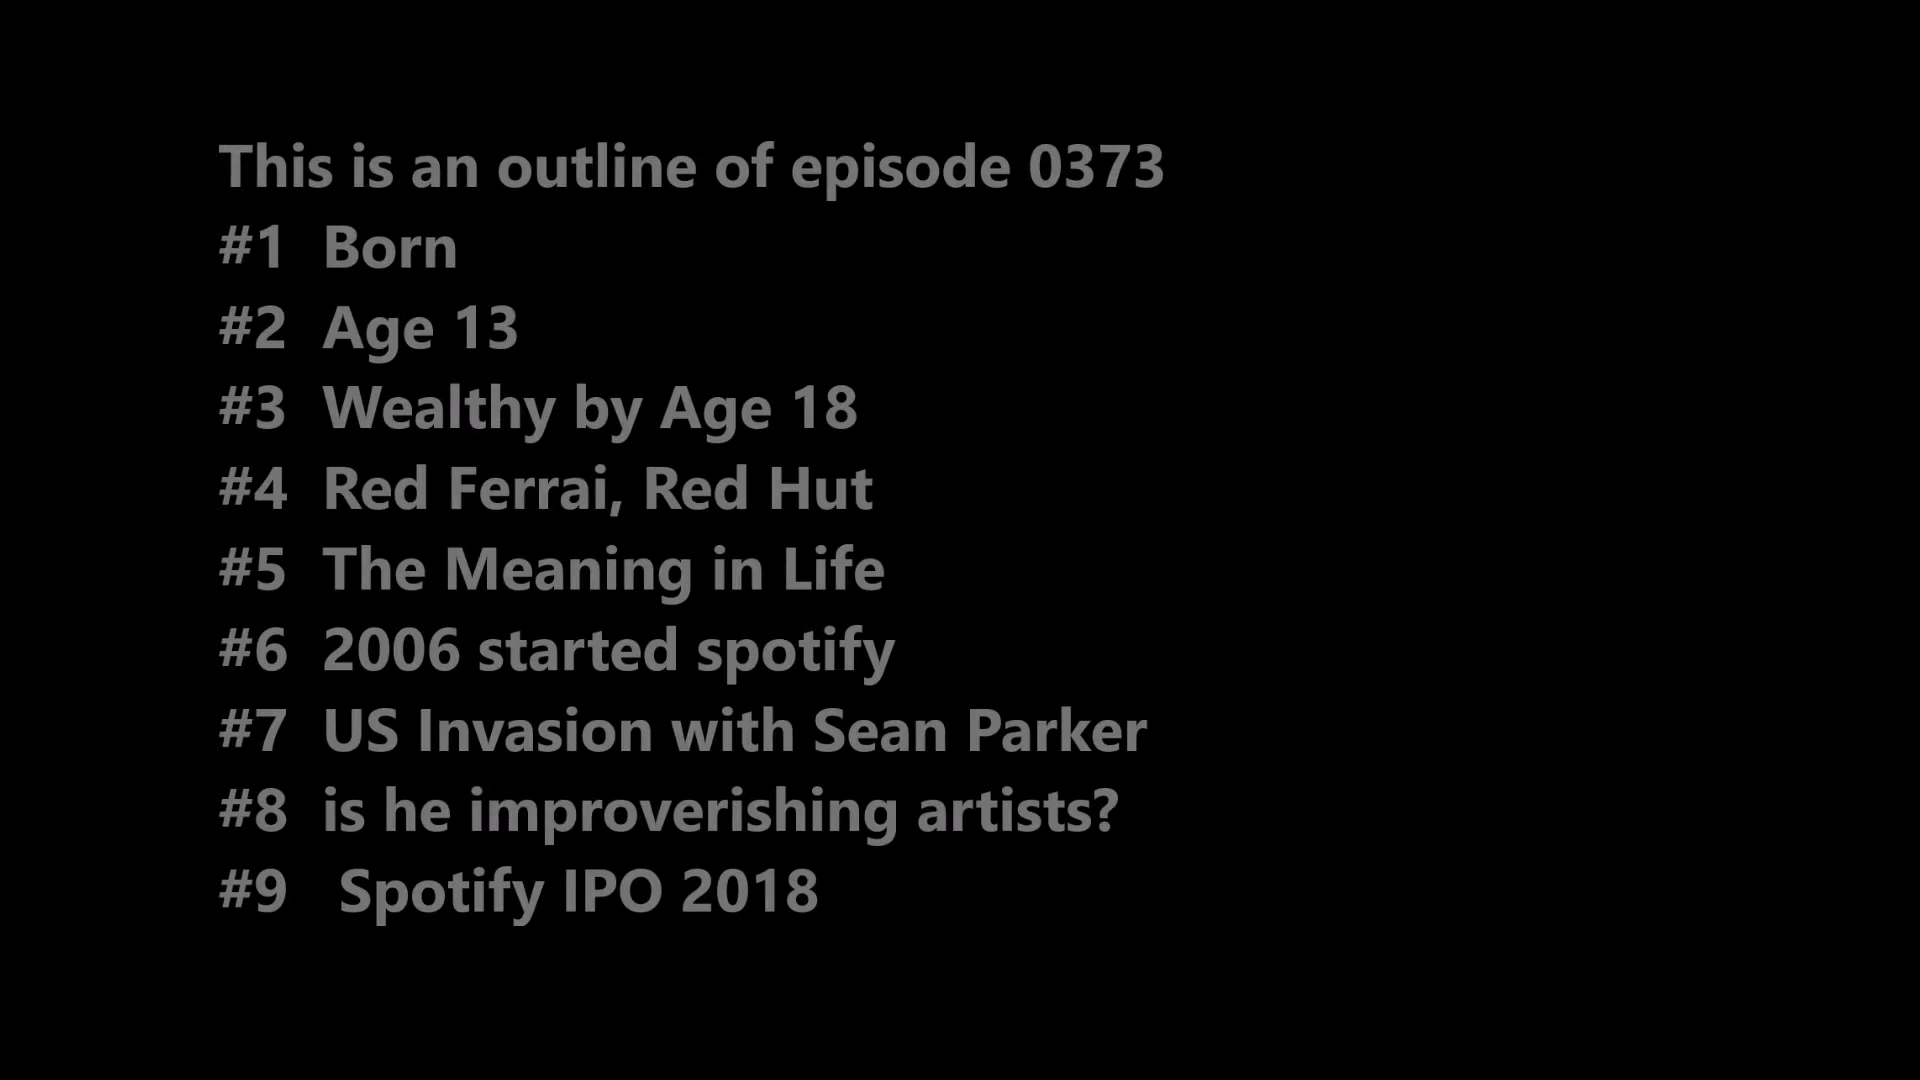 This is an outline of episode 0373
#1 Born
#2 Age 13
#3 Wealthy by Age 18
#4 Red Ferrai, Red Hut
#5 The Meaning in Life
#6 2006 started spotify
#7 US Invasion with Sean Parker
#8 is he improverishing artists?
#9 Spotify IPO 2018